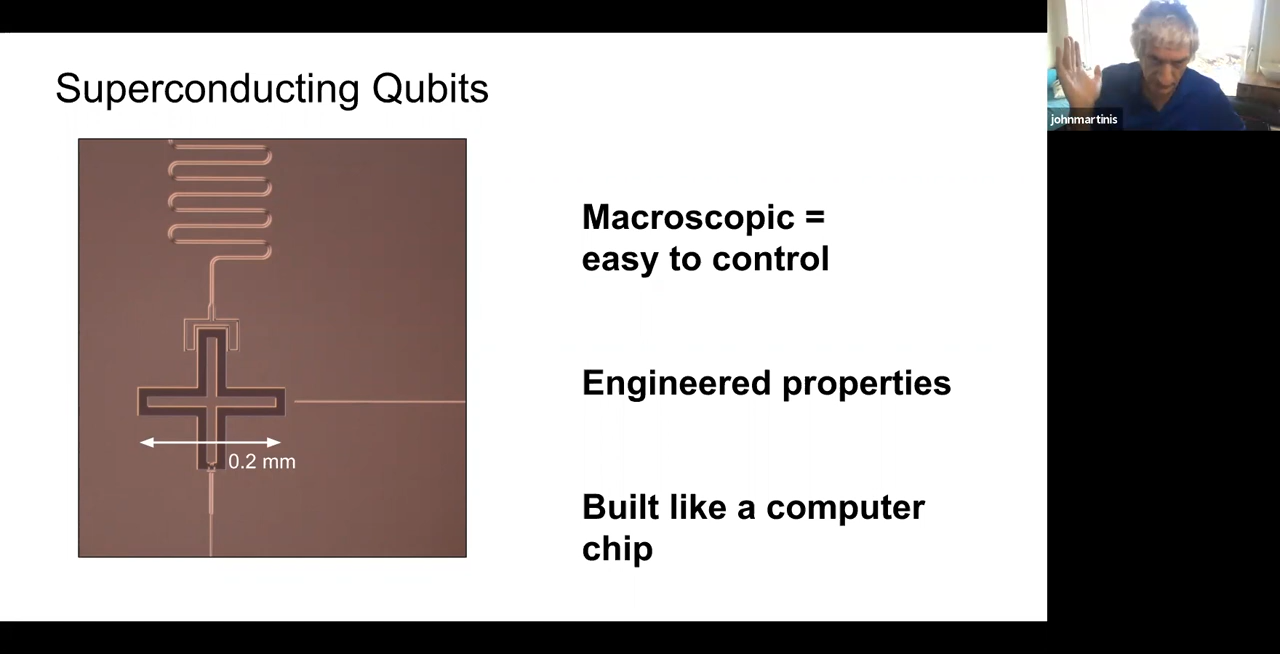 Superconducting Qubits
0.2 mm
Macroscopic =
easy to control
Engineered properties
Built like a computer
chip
johnmartinis